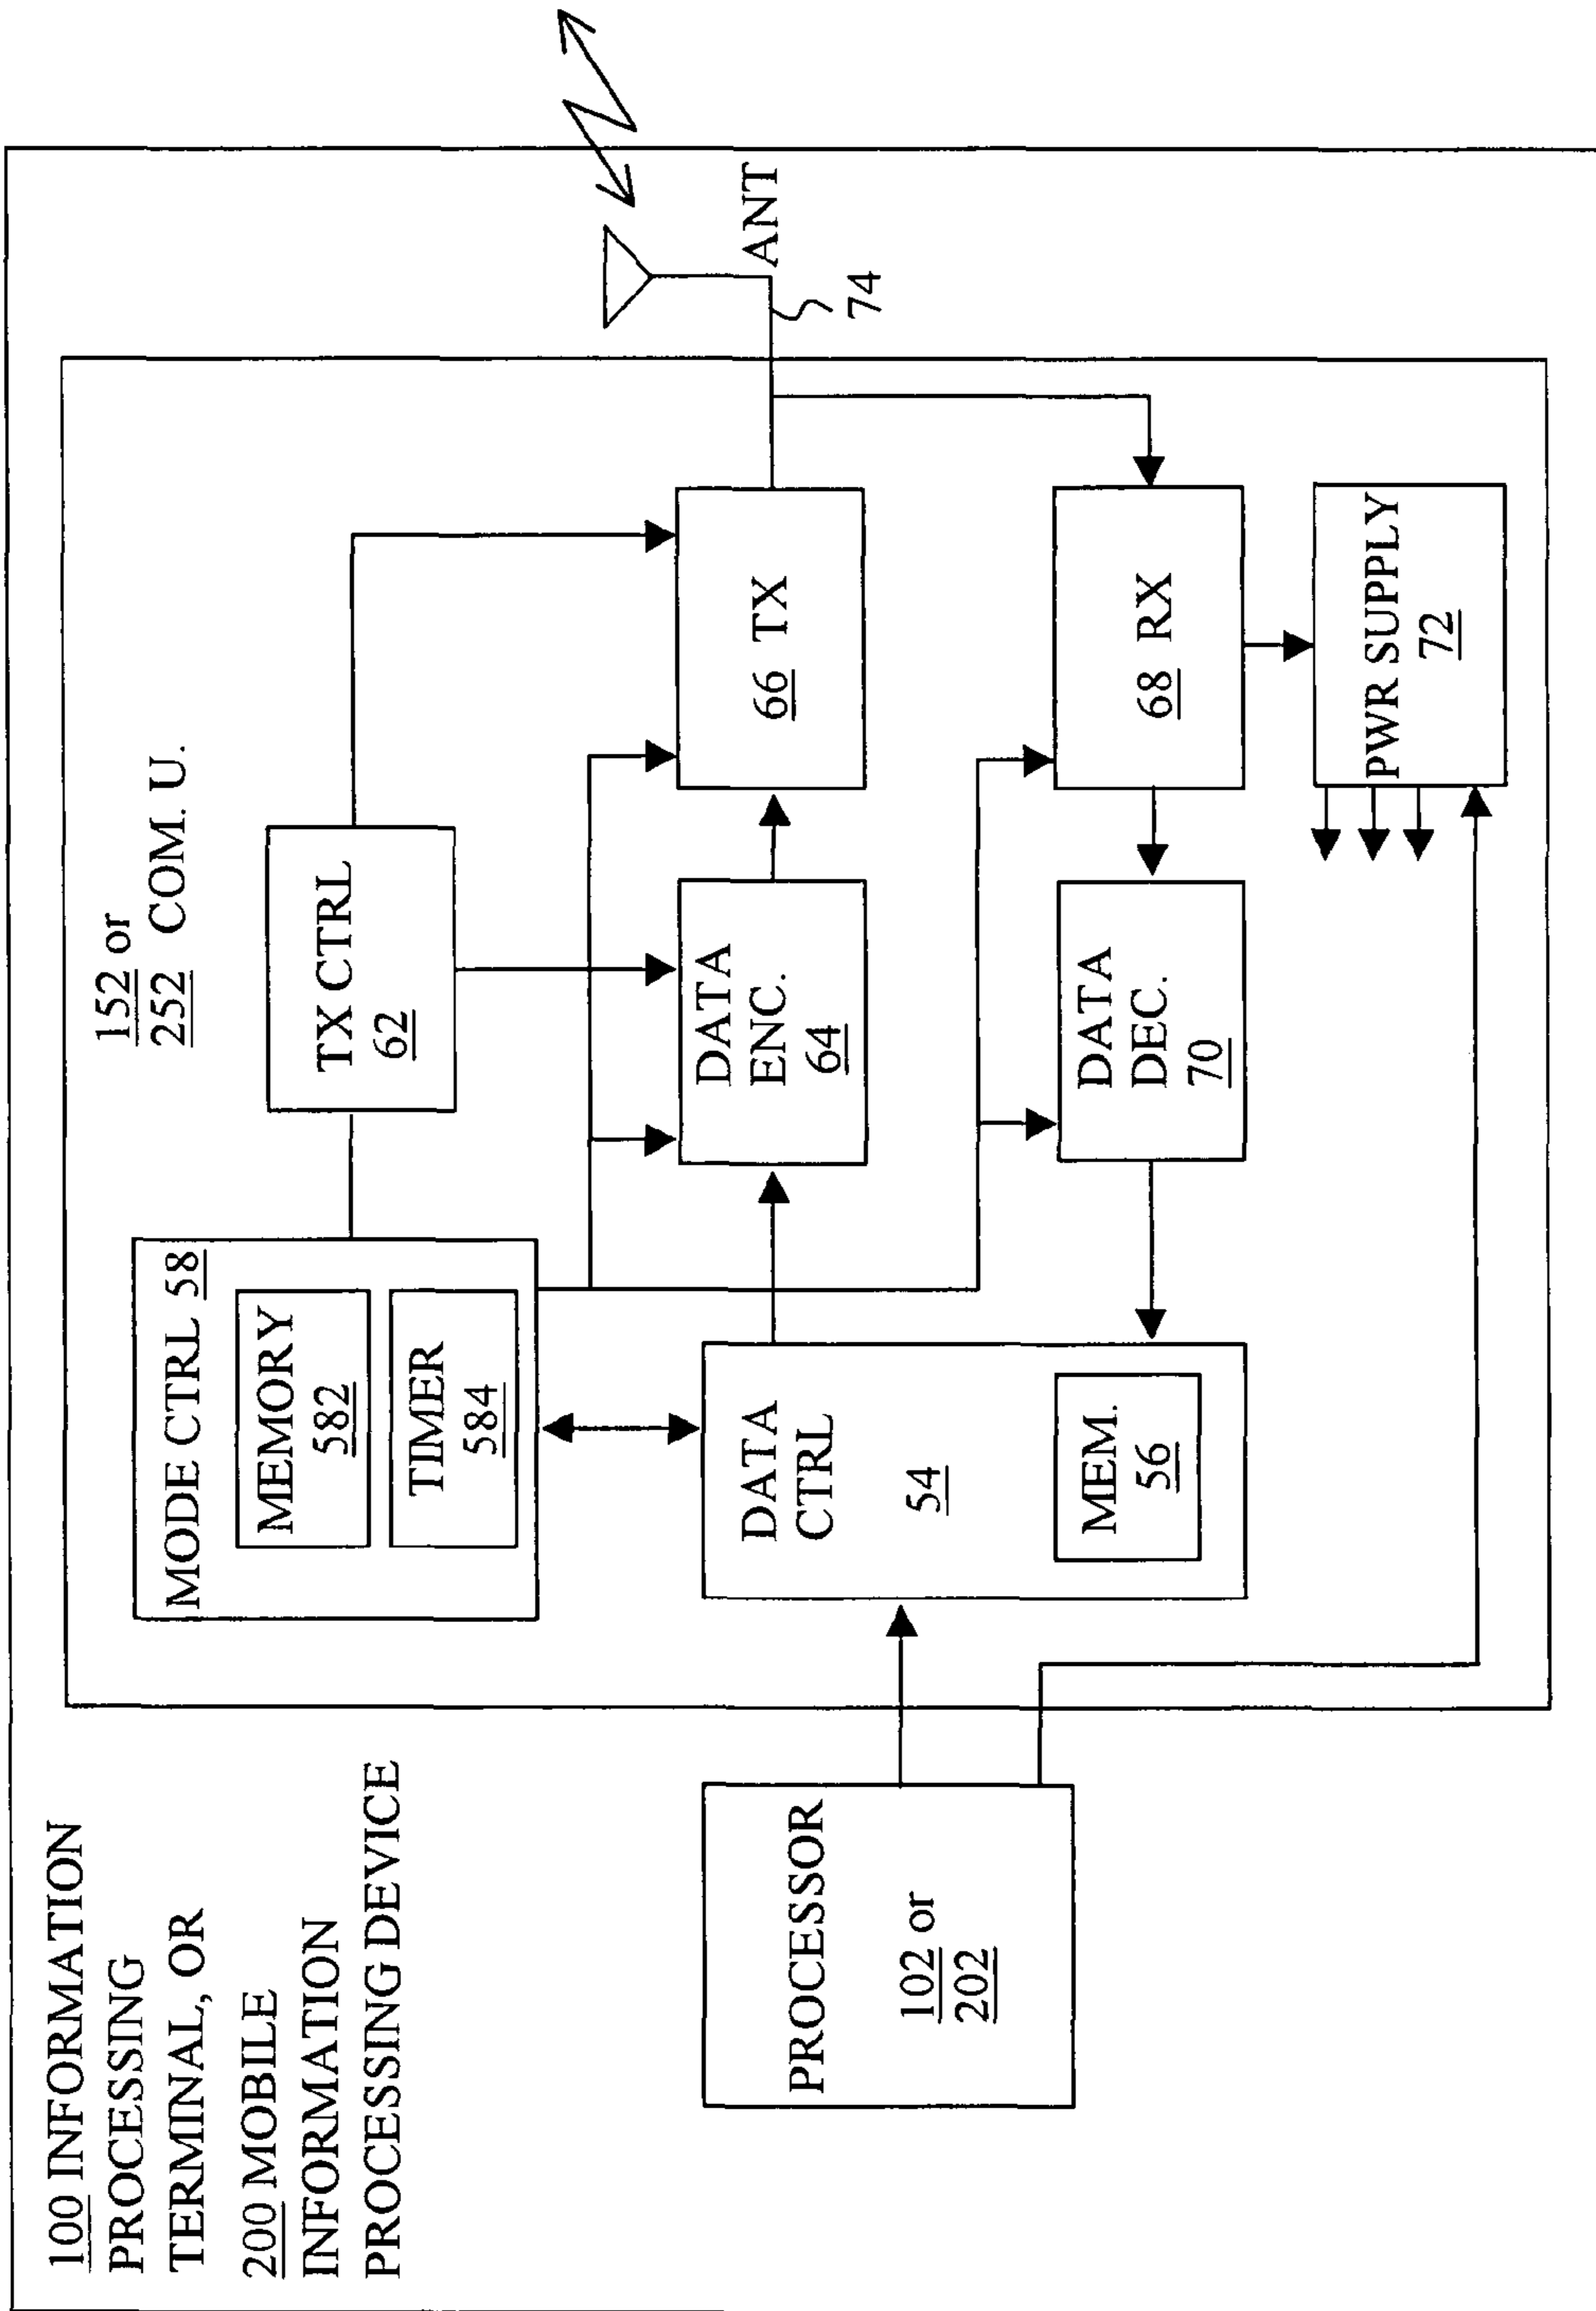 100 INFORMATION
PROCESSING
TERMINAL, OR
200 MOBILE
INFORMATION
PROCESSING DEVICE
152 or
252 COM. U.
MODE CTRL 58
MEMORY
582
TIMER
584
TX CTRL
62
PROCESSOR
102 or
202
DATA
CTRL
54
MEM.
56
DATA
ENC.
64
66 TX
ANT
74
DATA
DEC.
70
68 RX
PWR SUPPLY
72